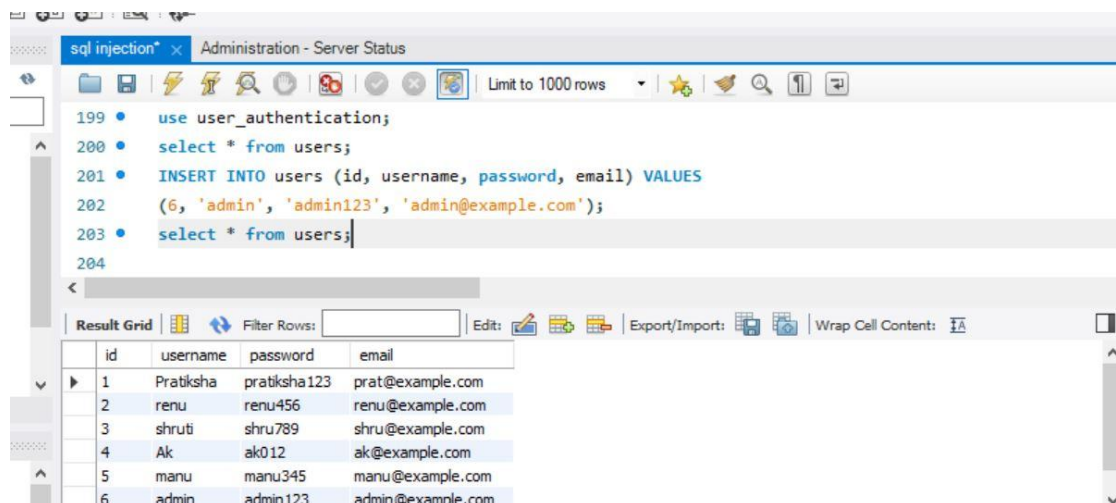 sql injection* × Administration - Server Status
Limit to 1000 rows
199 use user_authentication;
200 select * from users;
201 INSERT INTO users (id, username, password, email) VALUES
202 (6, 'admin', 'admin123', 'admin@example.com');
203 select * from users;
204
Result Grid Filter Rows: Edit: Export/Import: Wrap Cell Content:
id username password email
1 Pratiksha pratiksha123 prat@example.com
2 renu renu456 renu@example.com
3 shruti shru789 shru@example.com
4 Ak ak012 ak@example.com
5 manu manu345 manu@example.com
6 admin admin123 admin@example.com